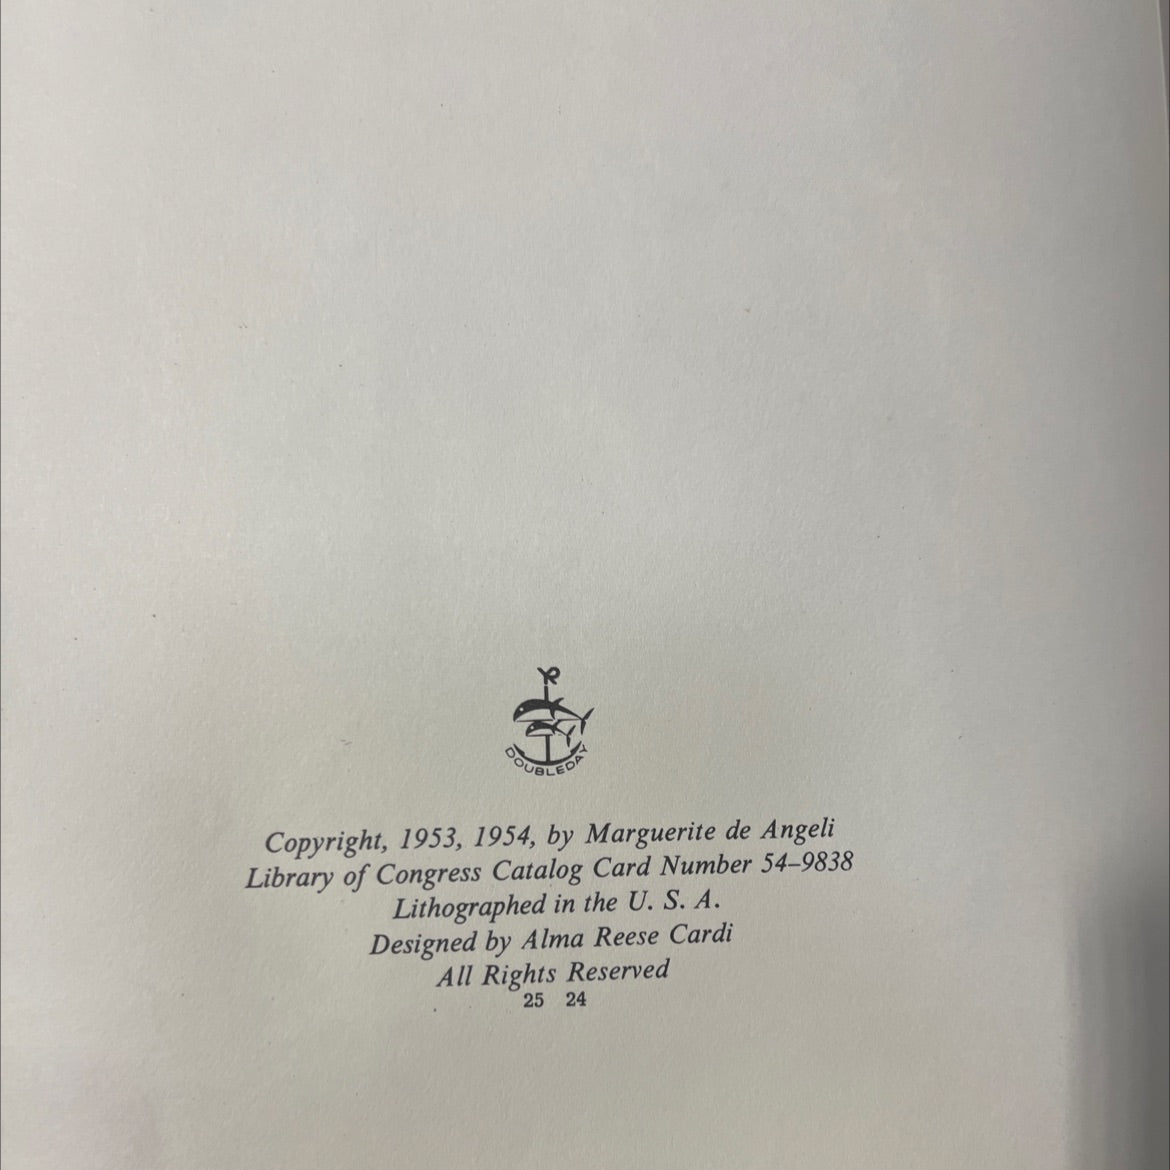 DOUBLEDAY
Copyright, 1953, 1954, by Marguerite de Angeli
Library of Congress Catalog Card Number 54–9838
Lithographed in the U. S. A.
Designed by Alma Reese Cardi
All Rights Reserved
25 24